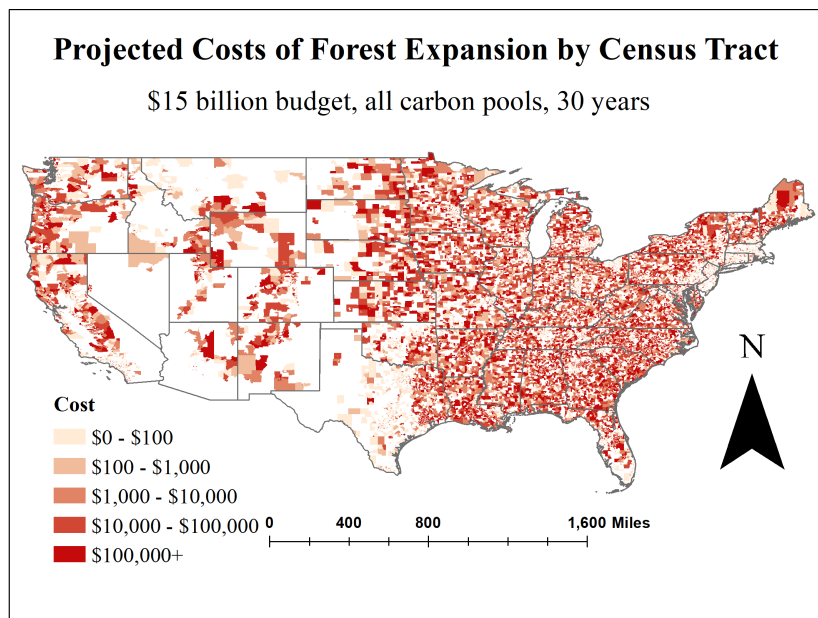 Projected Costs of Forest Expansion by Census Tract
$15 billion budget, all carbon pools, 30 years
N
Cost
$0 - $100
$100 - $1,000
$1,000 - $10,000
$10,000 - $100,000
$100,000+
0 400 800 1,600 Miles